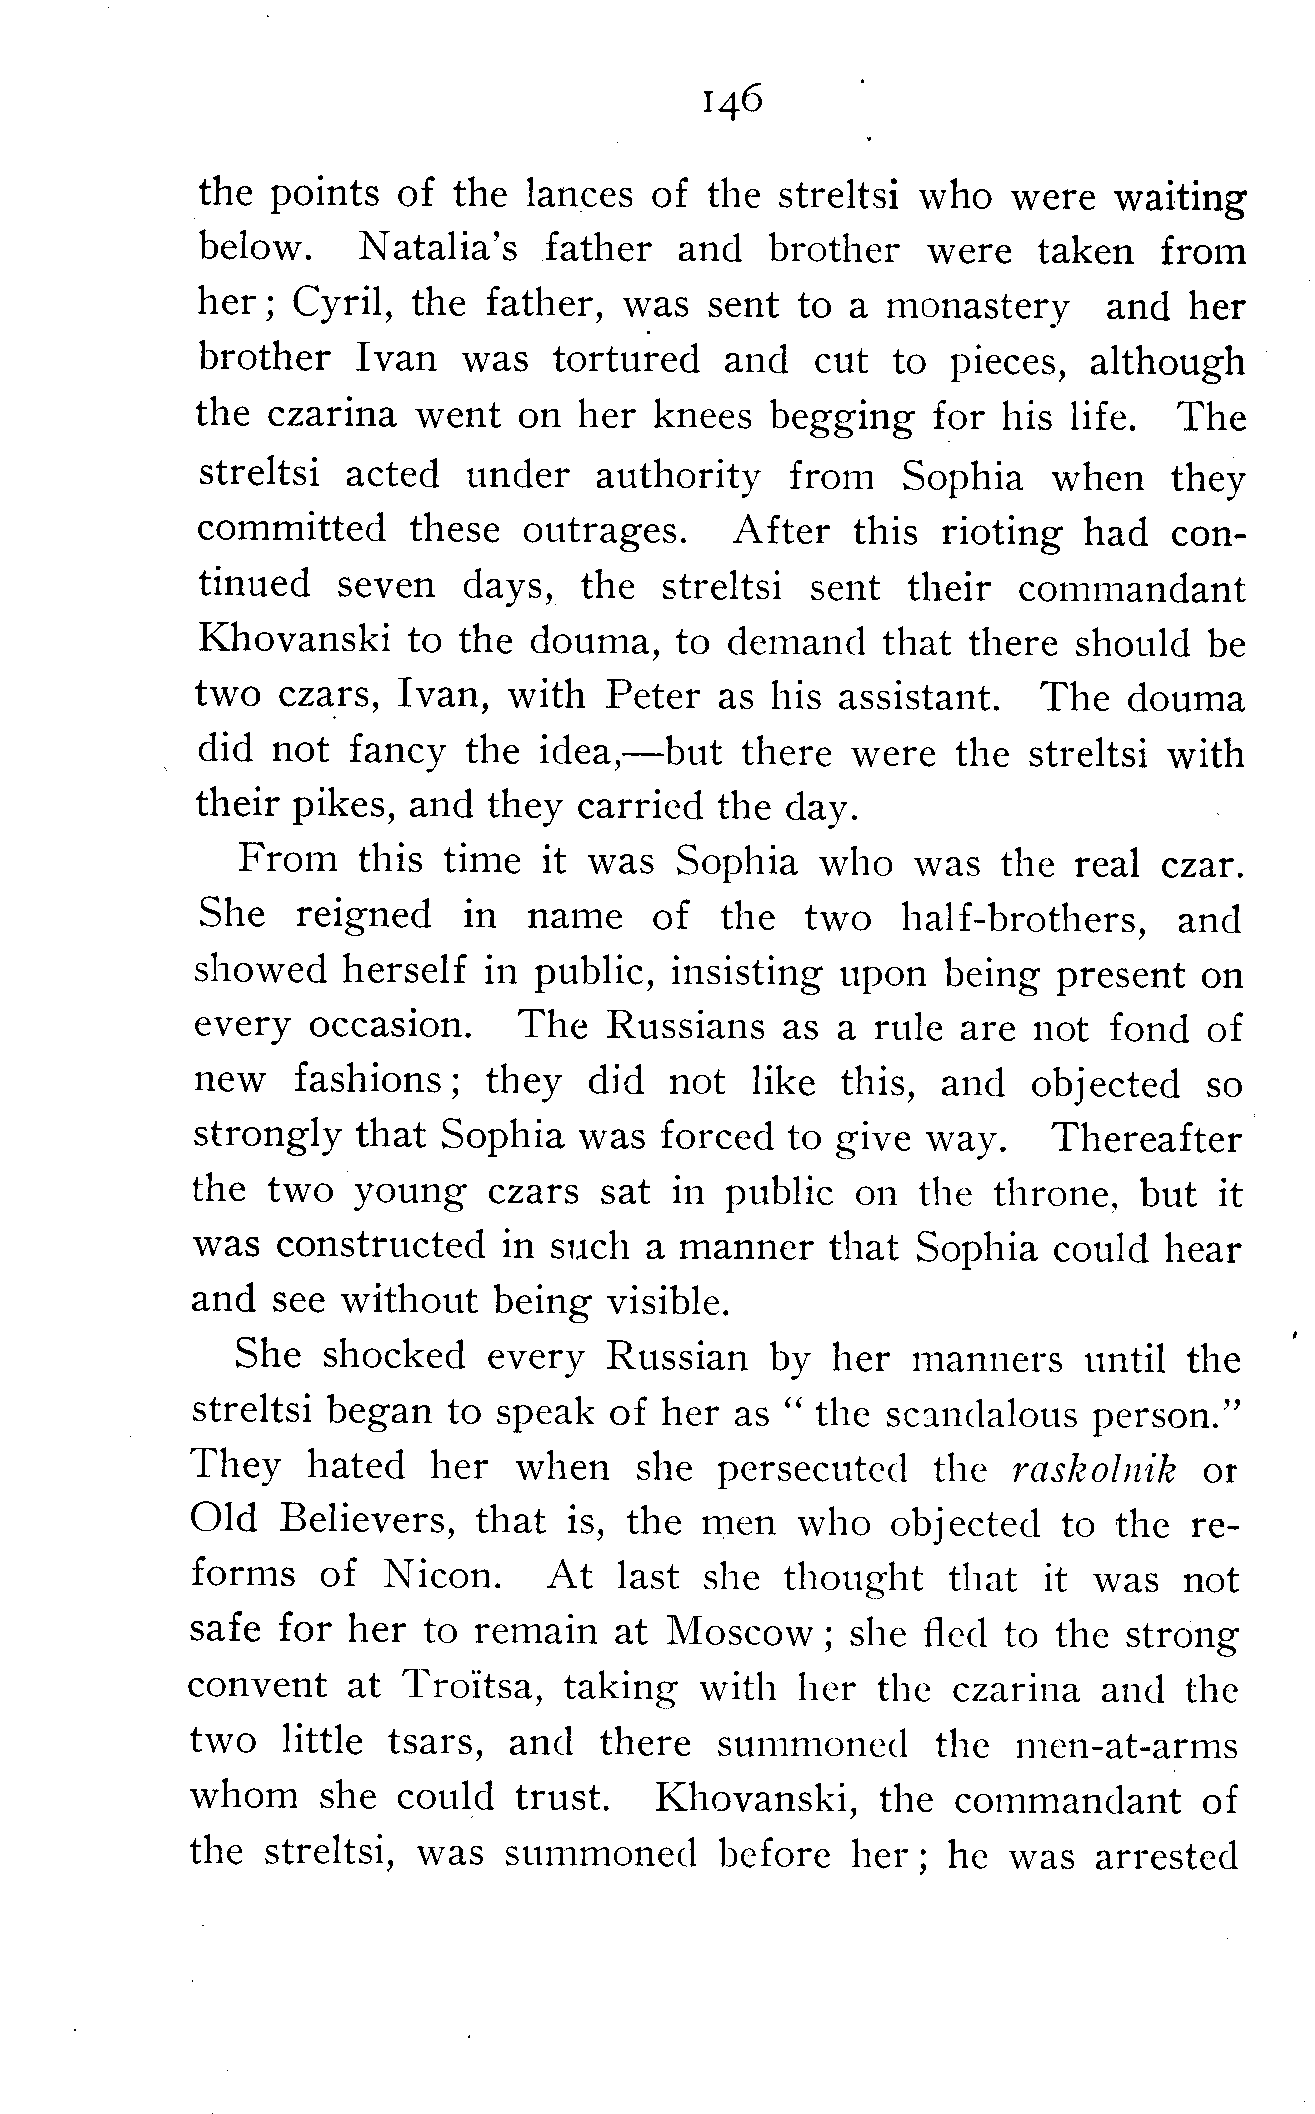 146
the points of the lances of the streltsi who were waiting
below. Natalia's father and brother were taken from
her; Cyril, the father, was sent to a monastery and her
brother Ivan was tortured and cut to pieces, although
the czarina went on her knees begging for his life. The
streltsi acted under authority from Sophia when they
committed these outrages. After this rioting had con-
tinued seven days, the streltsi sent their commandant
Khovanski to the douma, to demand that there should be
two czars, Ivan, with Peter as his assistant. The douma
did not fancy the idea,—but there were the streltsi with
their pikes, and they carried the day.
From this time it was Sophia who was the real czar.
She reigned in name of the two half-brothers, and
showed herself in public, insisting upon being present on
every occasion. The Russians as a rule are not fond of
new fashions; they did not like this, and objected so
strongly that Sophia was forced to give way. Thereafter
the two young czars sat in public on the throne, but it
was constructed in such a manner that Sophia could hear
and see without being visible.
She shocked every Russian by her manners until the
streltsi began to speak of her as " the scandalous person."
They hated her when she persecuted the raskolnik or
Old Believers, that is, the men who objected to the re-
forms of Nicon. At last she thought that it was not
safe for her to remain at Moscow; she fled to the strong
convent at Troïtsa, taking with her the czarina and the
two little tsars, and there summoned the men-at-arms
whom she could trust. Khovanski, the commandant of
the streltsi, was summoned before her; he was arrested